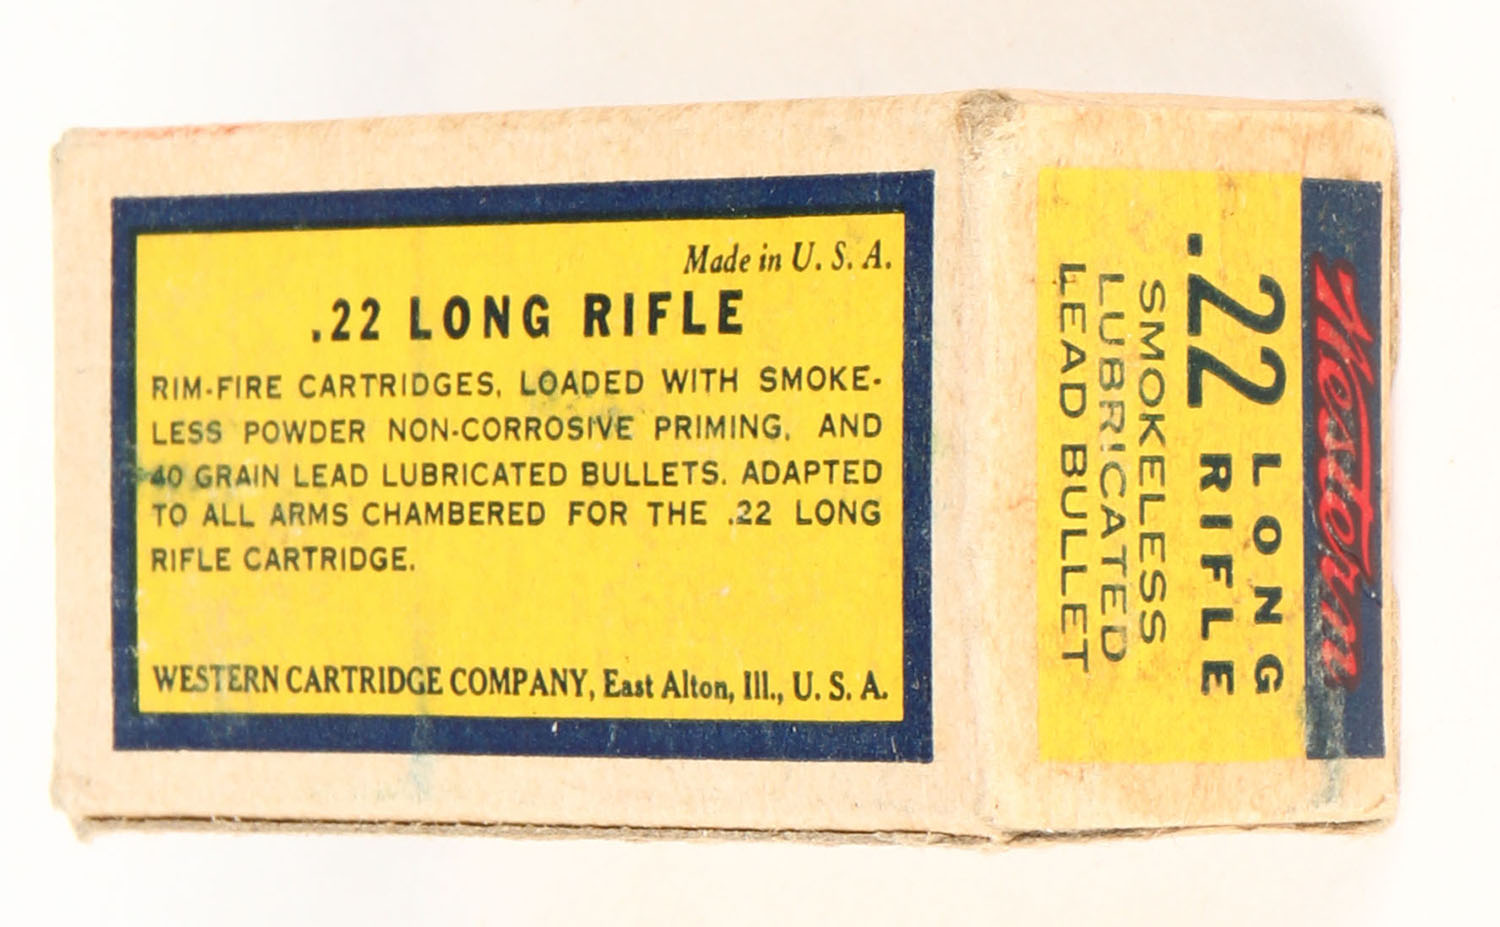 Made in U. S. A.
.22 LONG RIFLE
RIM-FIRE CARTRIDGES, LOADED WITH SMOKE-
LESS POWDER NON-CORROSIVE PRIMING, AND
40 GRAIN LEAD LUBRICATED BULLETS. ADAPTED
TO ALL ARMS CHAMBERED FOR THE .22 LONG
RIFLE CARTRIDGE.
WESTERN CARTRIDGE COMPANY, East Alton, Ill., U. S. A.
Western
.22 LONG
RIFLE
SMOKELESS
LUBRICATED
LEAD BULLET